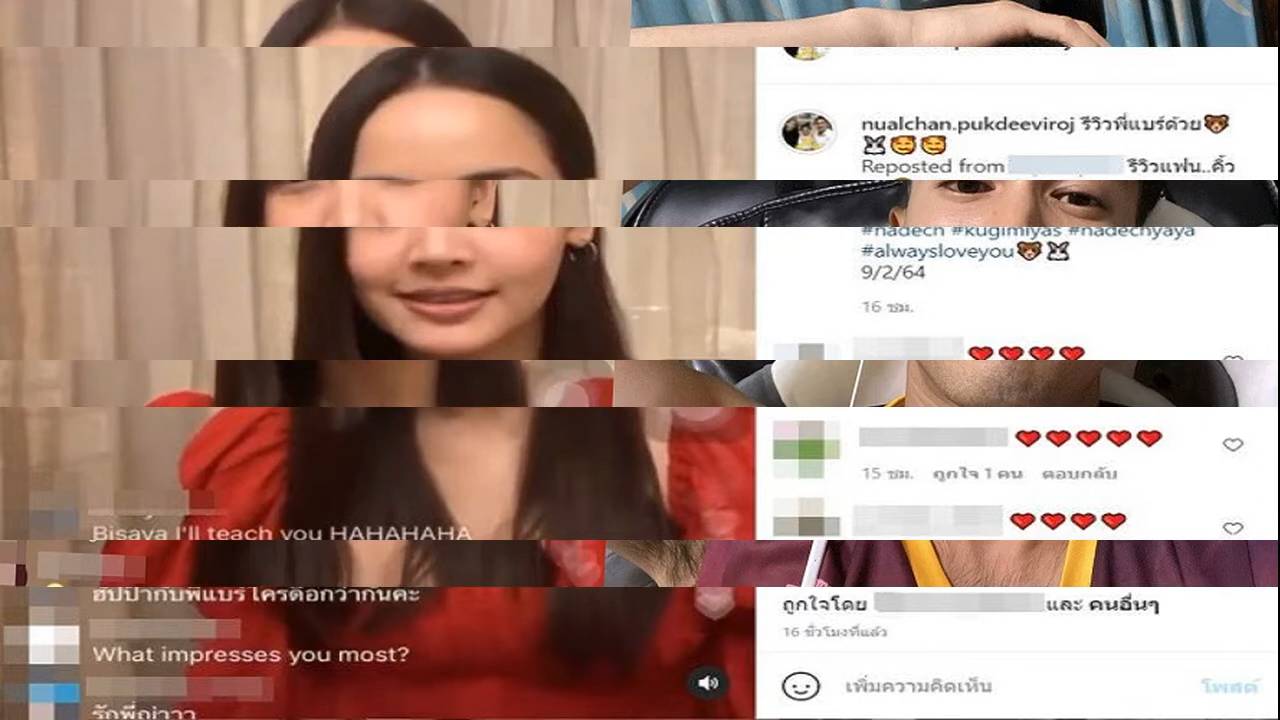 nualchan.pukdeeviroj รีวิวพี่แบร์ด้วย🐻
🐰🥰🥰
Reposted from รีวิวแฟน..คิ้ว
#nadech #kugimiyas #nadechyaya
#alwaysloveyou🐻🐰
9/2/64
16 ชม.
❤️❤️❤️❤️
❤️❤️❤️❤️❤️
15 ชม. ถูกใจ 1 คน ตอบกลับ
❤️❤️❤️❤️
ถูกใจโดย และ คนอื่นๆ
16 ชั่วโมงที่แล้ว
เพิ่มความคิดเห็น โพสต์
Bisaya I'll teach you HAHAHAHA
ฮัปป้ากับพี่แบร์ ใครดื้อกว่ากันคะ
What impresses you most?